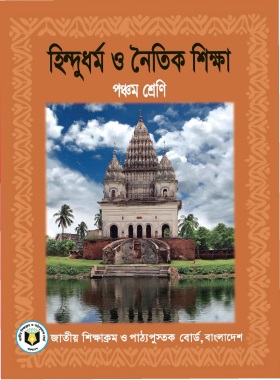 হিন্দুধর্ম ও নৈতিক শিক্ষা
পঞ্চম শ্রেণি
জাতীয় শিক্ষাক্রম ও পাঠ্যপুস্তক বোর্ড, বাংলাদেশ